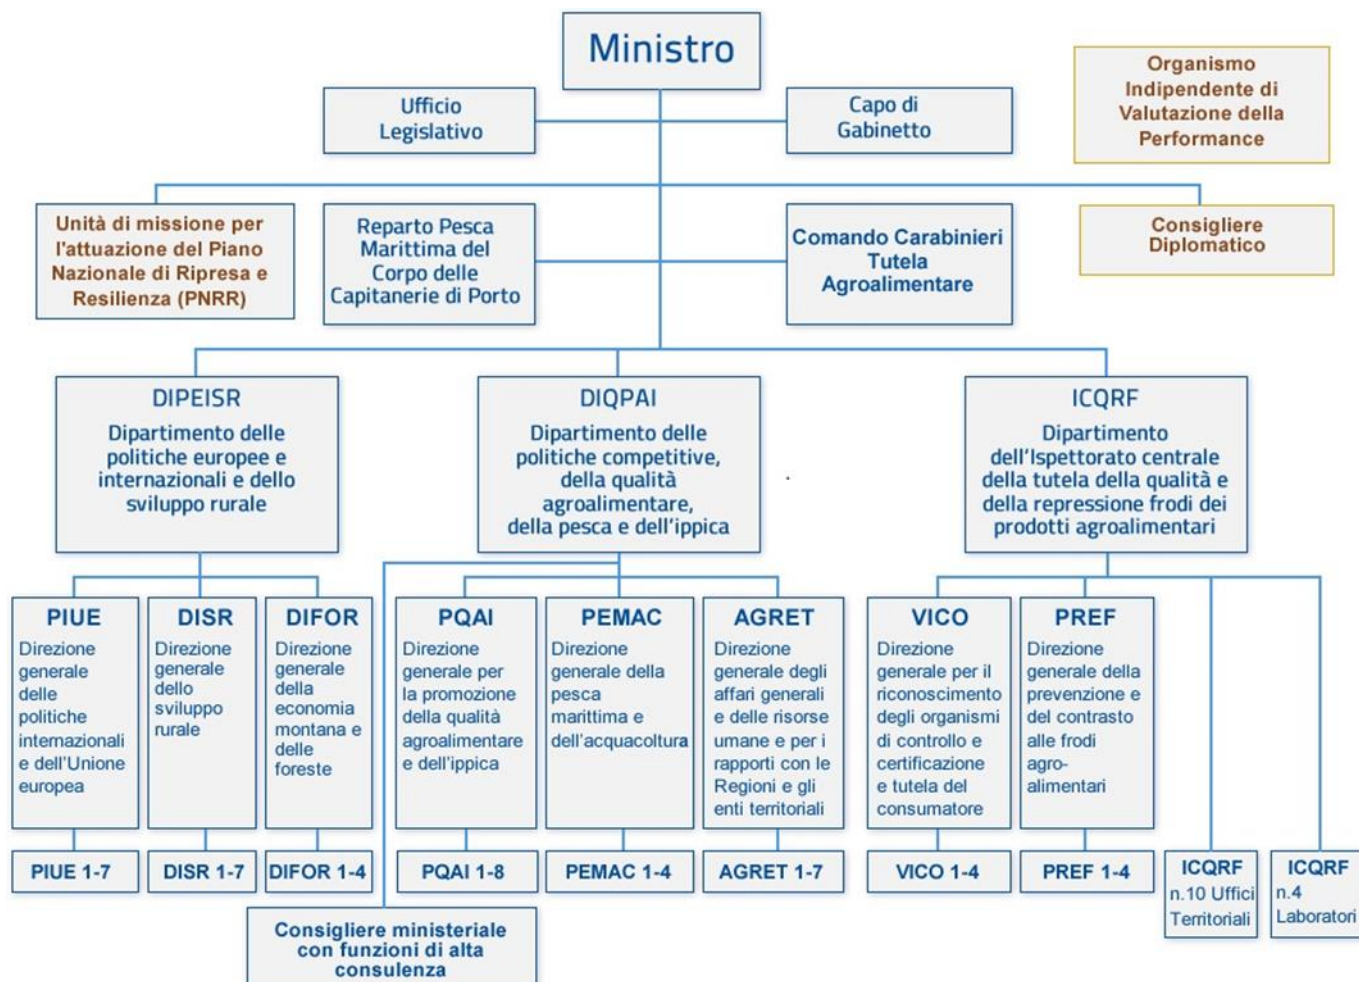 Ministro
Ufficio
Legislativo
Capo di
Gabinetto
Organismo
Indipendente di
Valutazione della
Performance
Unità di missione per
l'attuazione del Piano
Nazionale di Ripresa e
Resilienza (PNRR)
Reparto Pesca
Marittima del
Corpo delle
Capitanerie di Porto
Comando Carabinieri
Tutela
Agroalimentare
Consigliere
Diplomatico
DIPEISR
Dipartimento delle
politiche europee e
internazionali e dello
sviluppo rurale
DIQPAI
Dipartimento delle
politiche competitive,
della qualità
agroalimentare,
della pesca e dell'ippica
ICQRF
Dipartimento
dell'Ispettorato centrale
della tutela della qualità e
della repressione frodi dei
prodotti agroalimentari
PIUE
Direzione
generale
delle
politiche
internazionali
e dell'Unione
europea
DISR
Direzione
generale
dello
sviluppo
rurale
DIFOR
Direzione
generale
della
economia
montana e
delle
foreste
PQAI
Direzione
generale per
la promozione
della qualità
agroalimentare
e dell'ippica
PEMAC
Direzione
generale della
pesca
marittima e
dell'acquacoltura
AGRET
Direzione
generale degli
affari generali
e delle risorse
umane e per i
rapporti con le
Regioni e gli
enti territoriali
VICO
Direzione
generale per il
riconoscimento
degli organismi
di controllo e
certificazione
e tutela del
consumatore
PREF
Direzione
generale della
prevenzione e
del contrasto
alle frodi
agro-
alimentari
PIUE 1-7
DISR 1-7
DIFOR 1-4
PQAI 1-8
PEMAC 1-4
AGRET 1-7
VICO 1-4
PREF 1-4
ICQRF
n.10 Uffici
Territoriali
ICQRF
n.4
Laboratori
Consigliere ministeriale
con funzioni di alta
consulenza